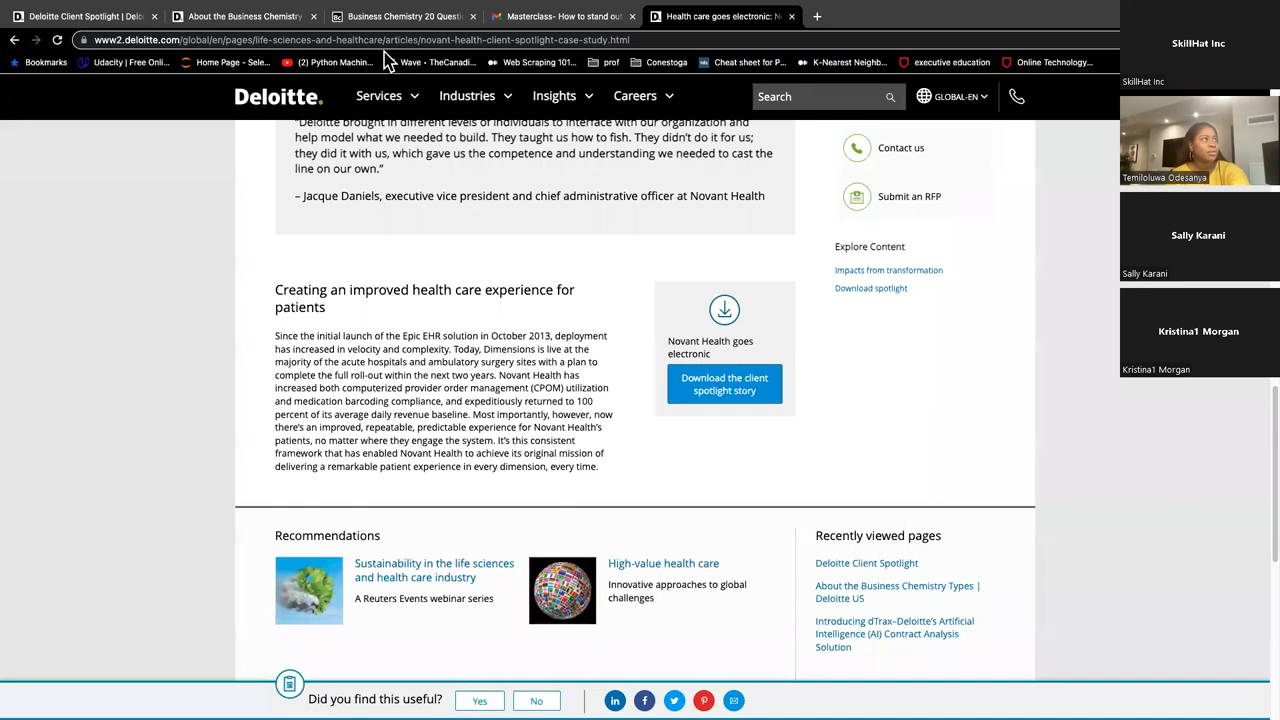 Deloitte Client Spotlight | Delo
About the Business Chemistry
Business Chemistry 20 Questi
Masterclass- How to stand out
Health care goes electronic: N
www2.deloitte.com/global/en/pages/life-sciences-and-healthcare/articles/novant-health-client-spotlight-case-study.html
Bookmarks
Udacity | Free Onli...
Home Page - Sele...
(2) Python Machin...
Wave • TheCanadi...
Web Scraping 101...
prof
Conestoga
Cheat sheet for P...
K-Nearest Neighb...
executive education
Online Technology...
Deloitte.
Services
Industries
Insights
Careers
Search
GLOBAL-EN
"Deloitte brought in different levels of individuals to interface with our organization and
help model what we needed to build. They taught us how to fish. They didn't do it for us;
they did it with us, which gave us the competence and understanding we needed to cast the
line on our own."
– Jacque Daniels, executive vice president and chief administrative officer at Novant Health
Contact us
Submit an RFP
Explore Content
Impacts from transformation
Download spotlight
Creating an improved health care experience for
patients
Since the initial launch of the Epic EHR solution in October 2013, deployment
has increased in velocity and complexity. Today, Dimensions is live at the
majority of the acute hospitals and ambulatory surgery sites with a plan to
complete the full roll-out within the next two years. Novant Health has
increased both computerized provider order management (CPOM) utilization
and medication barcoding compliance, and expeditiously returned to 100
percent of its average daily revenue baseline. Most importantly, however, now
there's an improved, repeatable, predictable experience for Novant Health's
patients, no matter where they engage the system. It's this consistent
framework that has enabled Novant Health to achieve its original mission of
delivering a remarkable patient experience in every dimension, every time.
Novant Health goes
electronic
Download the client
spotlight story
Recommendations
Sustainability in the life sciences
and health care industry
A Reuters Events webinar series
High-value health care
Innovative approaches to global
challenges
Recently viewed pages
Deloitte Client Spotlight
About the Business Chemistry Types |
Deloitte US
Introducing dTrax–Deloitte's Artificial
Intelligence (AI) Contract Analysis
Solution
Did you find this useful?
Yes
No
SkillHat Inc
SkillHat Inc
Temiloluwa Odesanya
Sally Karani
Sally Karani
Kristina1 Morgan
Kristina1 Morgan